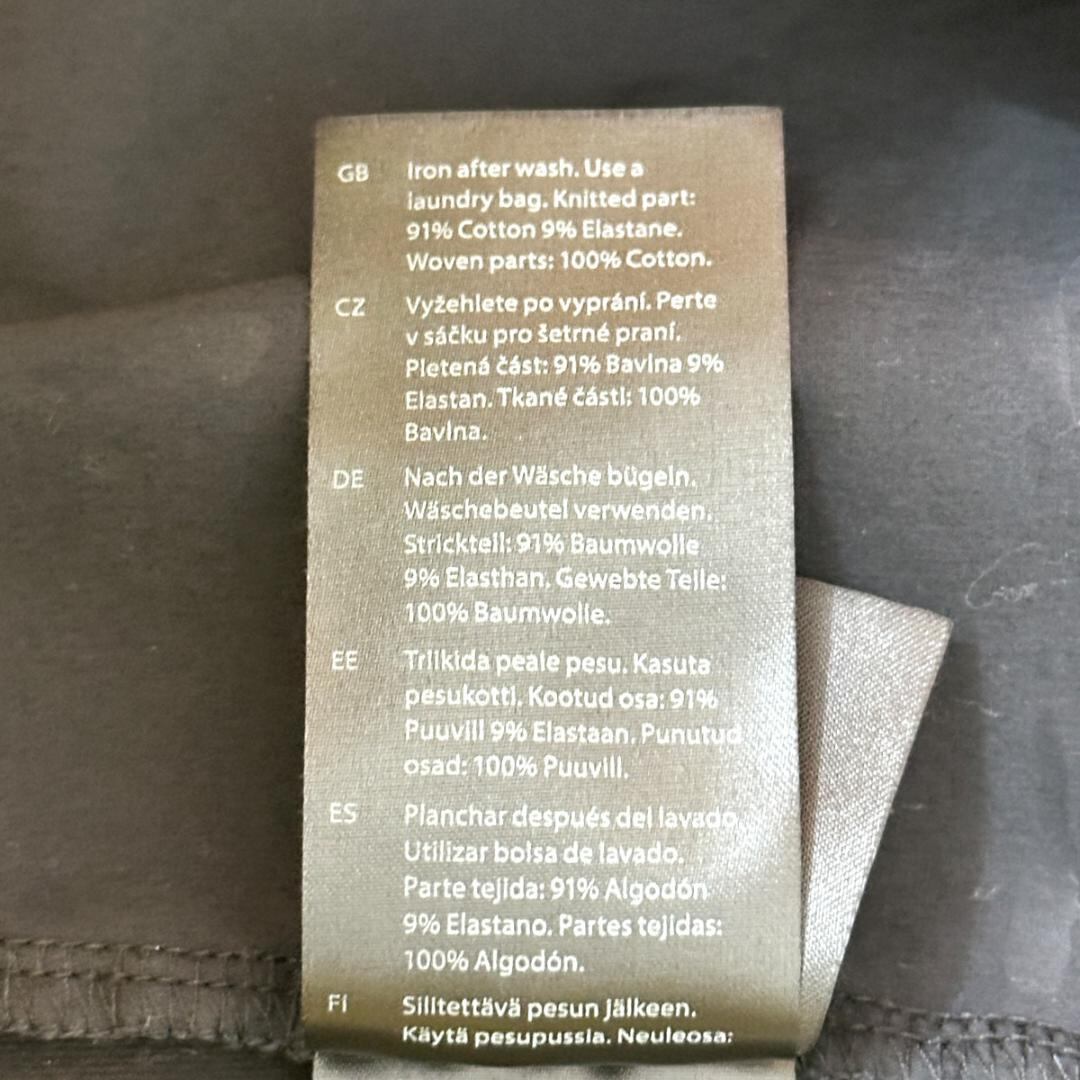 GB Iron after wash. Use a
laundry bag. Knitted part:
91% Cotton 9% Elastane.
Woven parts: 100% Cotton.
CZ Vyžehlete po vyprání. Perte
v sáčku pro šetrné praní.
Pletená část: 91% Bavlna 9%
Elastan. Tkané části: 100%
Bavlna.
DE Nach der Wäsche bügeln.
Wäschebeutel verwenden.
Strickteil: 91% Baumwolle
9% Elasthan. Gewebte Teile:
100% Baumwolle.
EE Triikida peale pesu. Kasuta
pesukotti. Kootud osa: 91%
Puuvill 9% Elastaan. Punutud
osad: 100% Puuvill.
ES Planchar después del lavado.
Utilizar bolsa de lavado.
Parte tejida: 91% Algodón
9% Elastano. Partes tejidas:
100% Algodón.
FI Silitettävä pesun jälkeen.
Käytä pesupussia. Neuleosa: